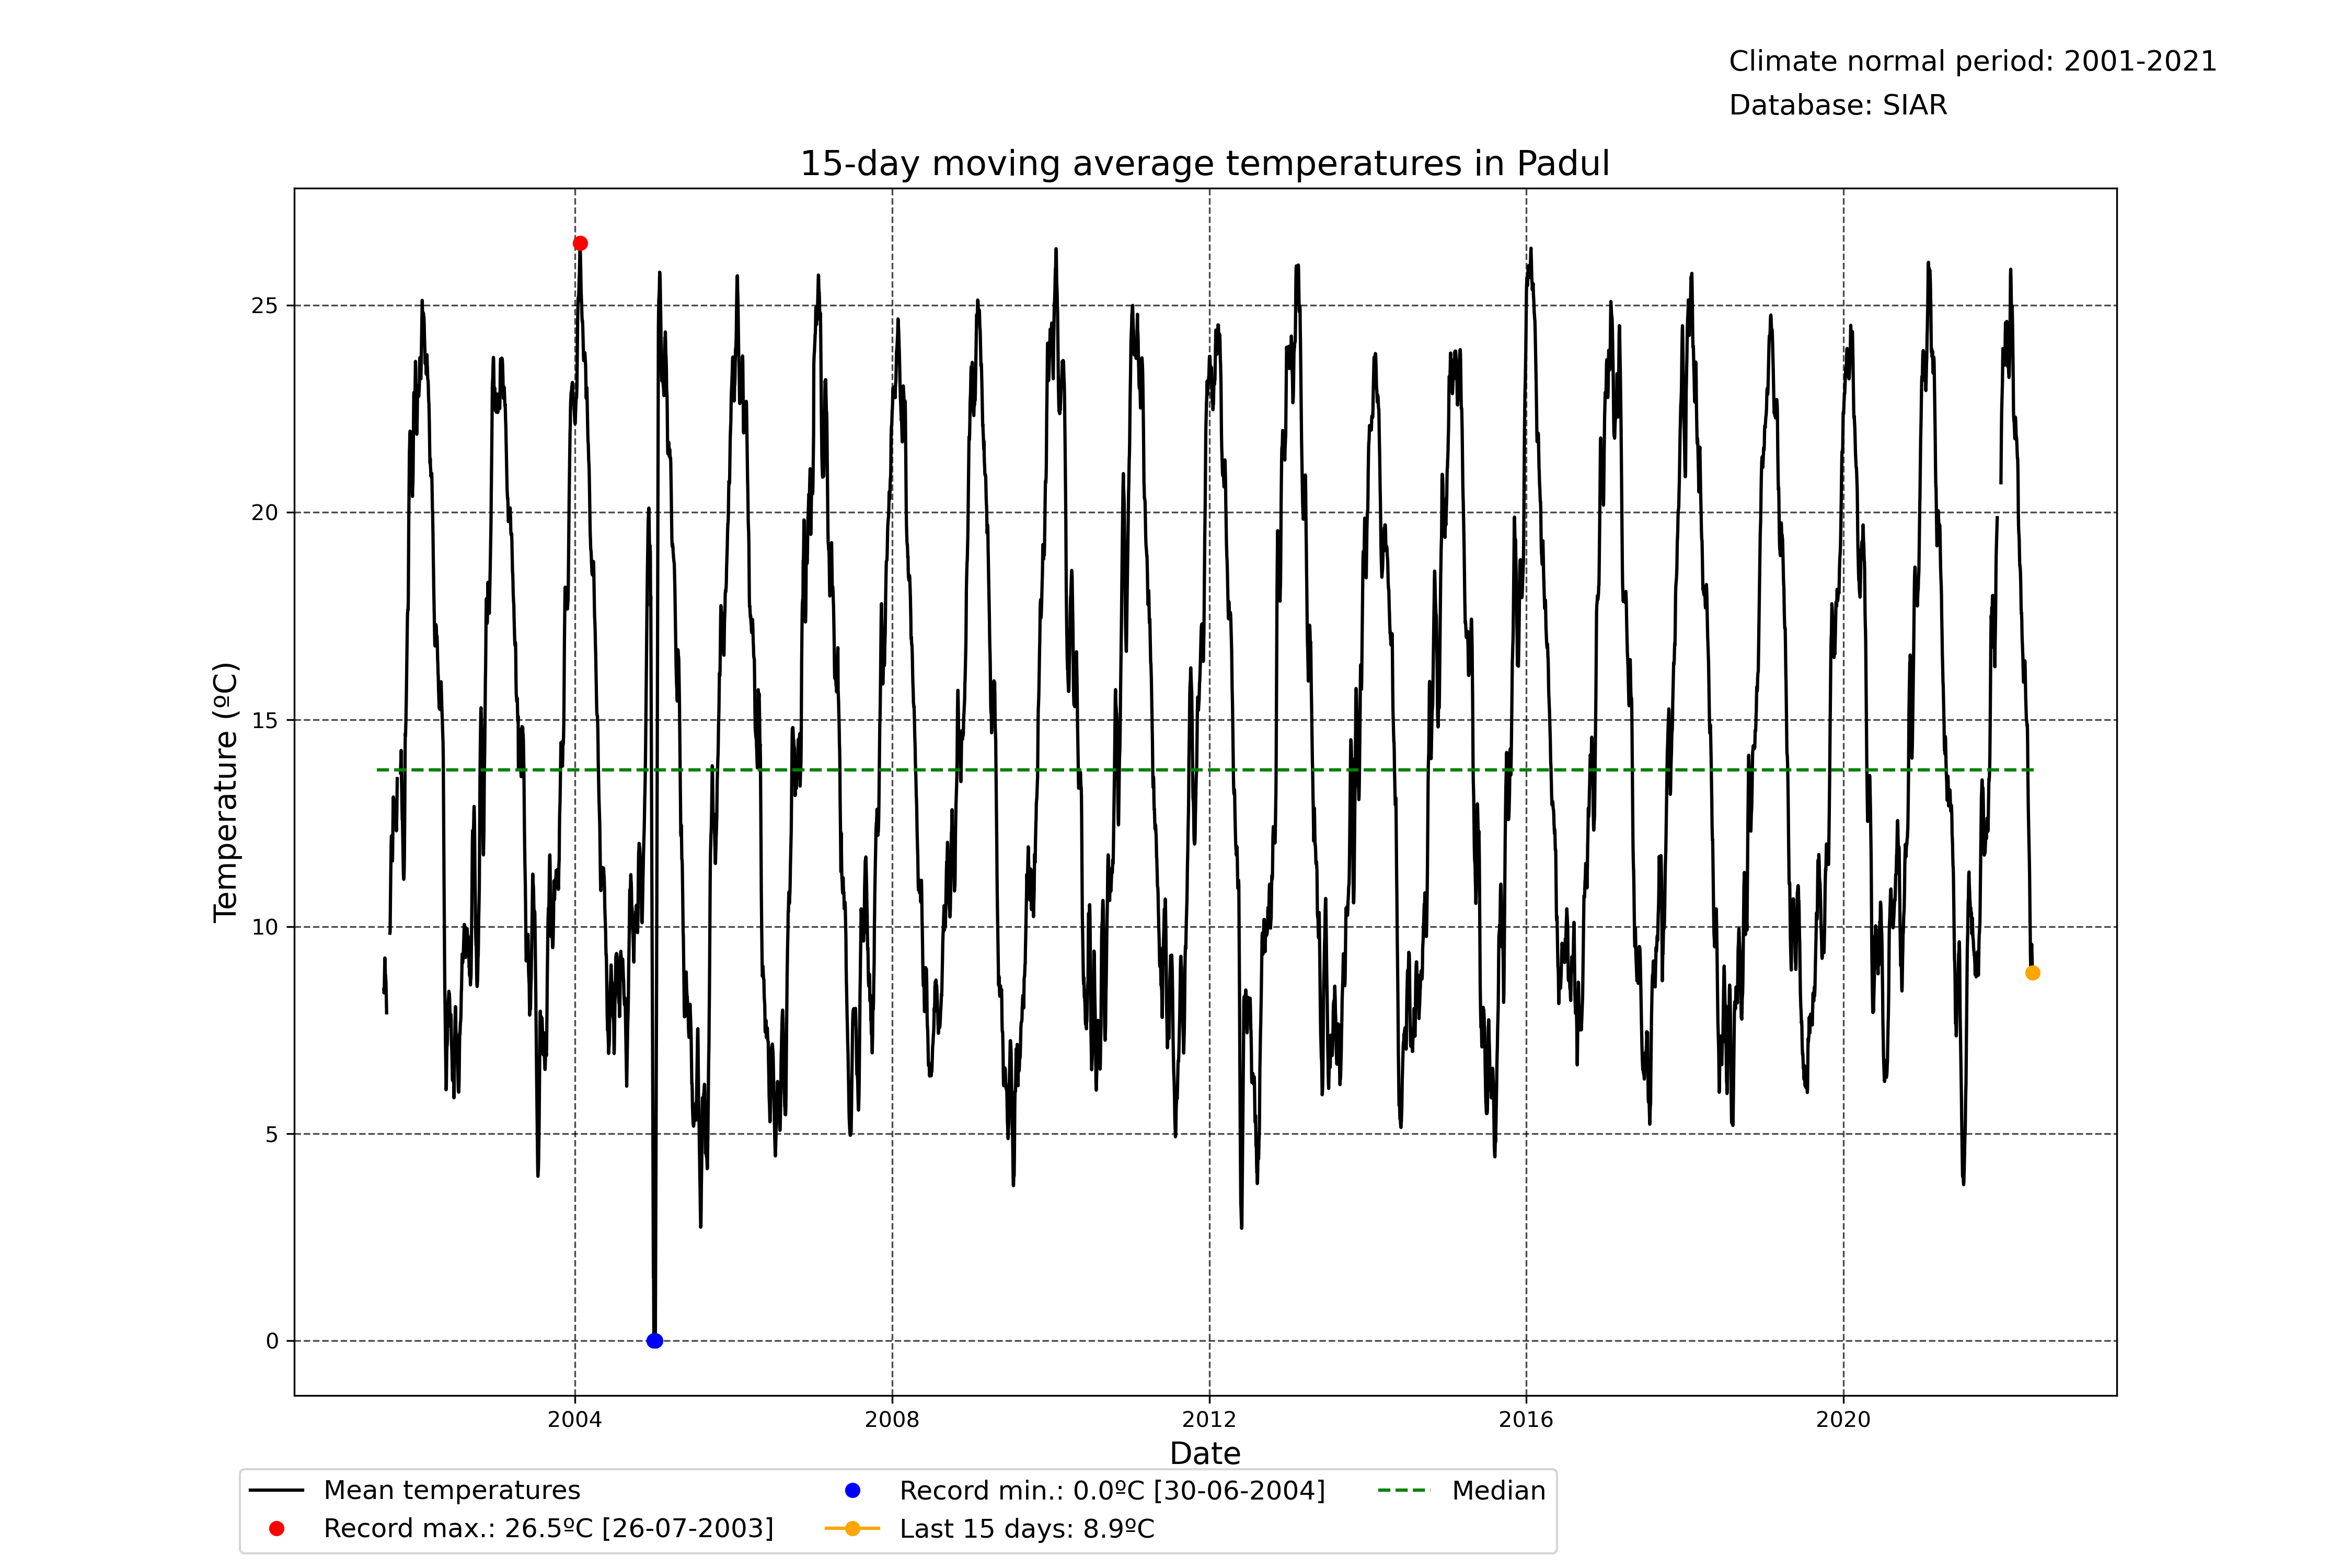 Climate normal period: 2001-2021
Database: SIAR
15-day moving average temperatures in Padul
Temperature (ºC)
25
20
15
10
5
0
2004
2008
2012
2016
2020
Date
Mean temperatures
Record max.: 26.5ºC [26-07-2003]
Record min.: 0.0ºC [30-06-2004]
Last 15 days: 8.9ºC
Median